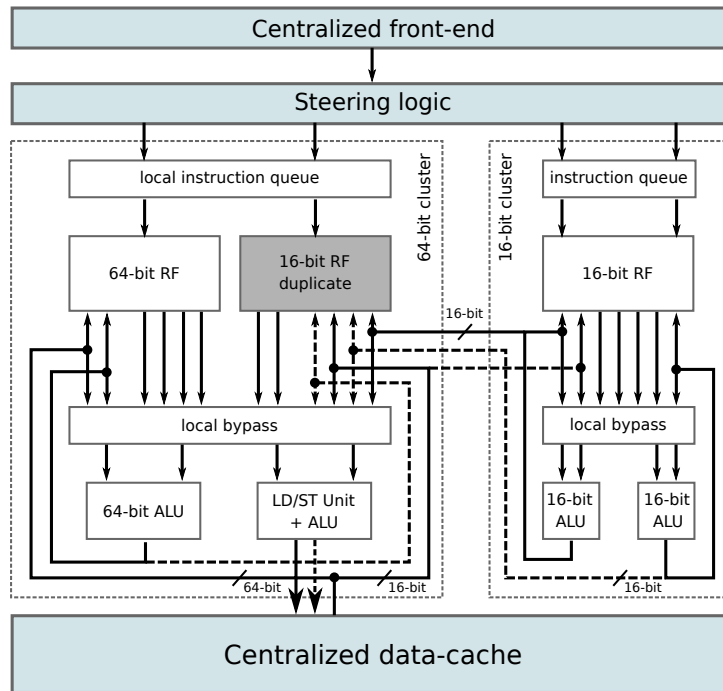 Centralized front-end
Steering logic
local instruction queue
instruction queue
64-bit cluster
16-bit cluster
64-bit RF
16-bit RF
duplicate
16-bit RF
16-bit
local bypass
local bypass
64-bit ALU
LD/ST Unit
+ ALU
16-bit
ALU
16-bit
ALU
64-bit
16-bit
16-bit
Centralized data-cache